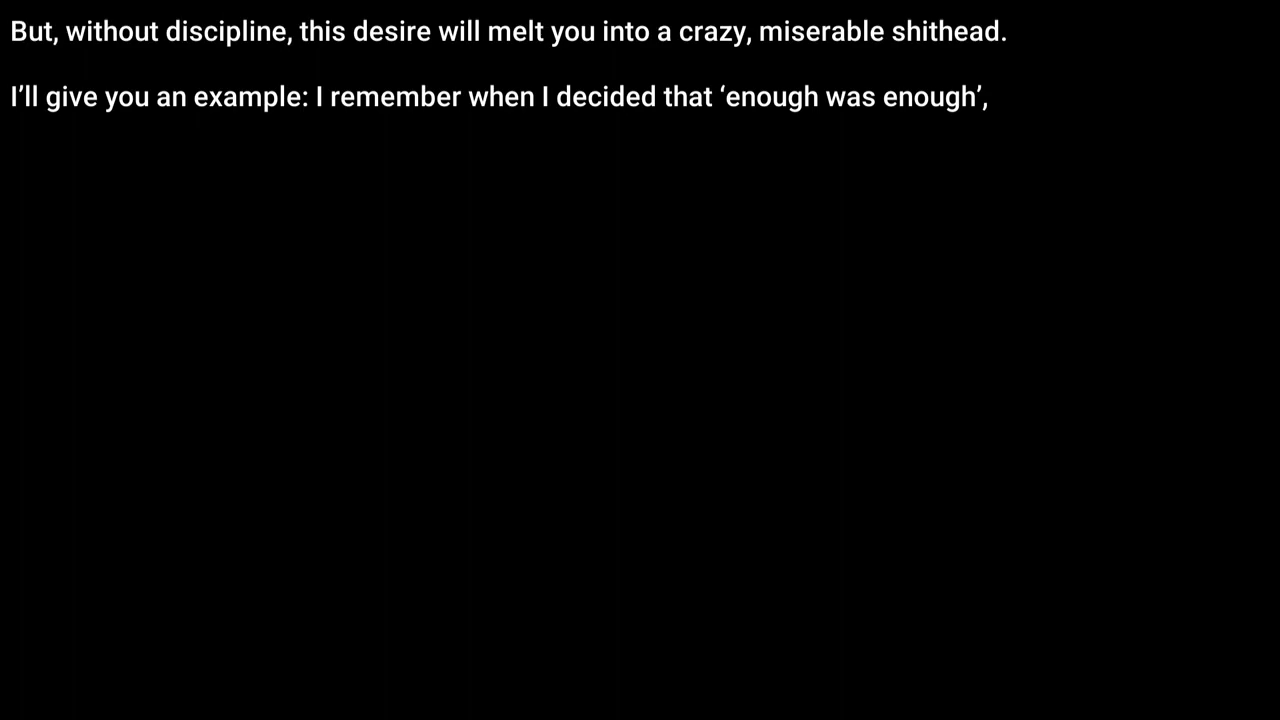 But, without discipline, this desire will melt you into a crazy, miserable shithead.
I’ll give you an example: I remember when I decided that ‘enough was enough’,